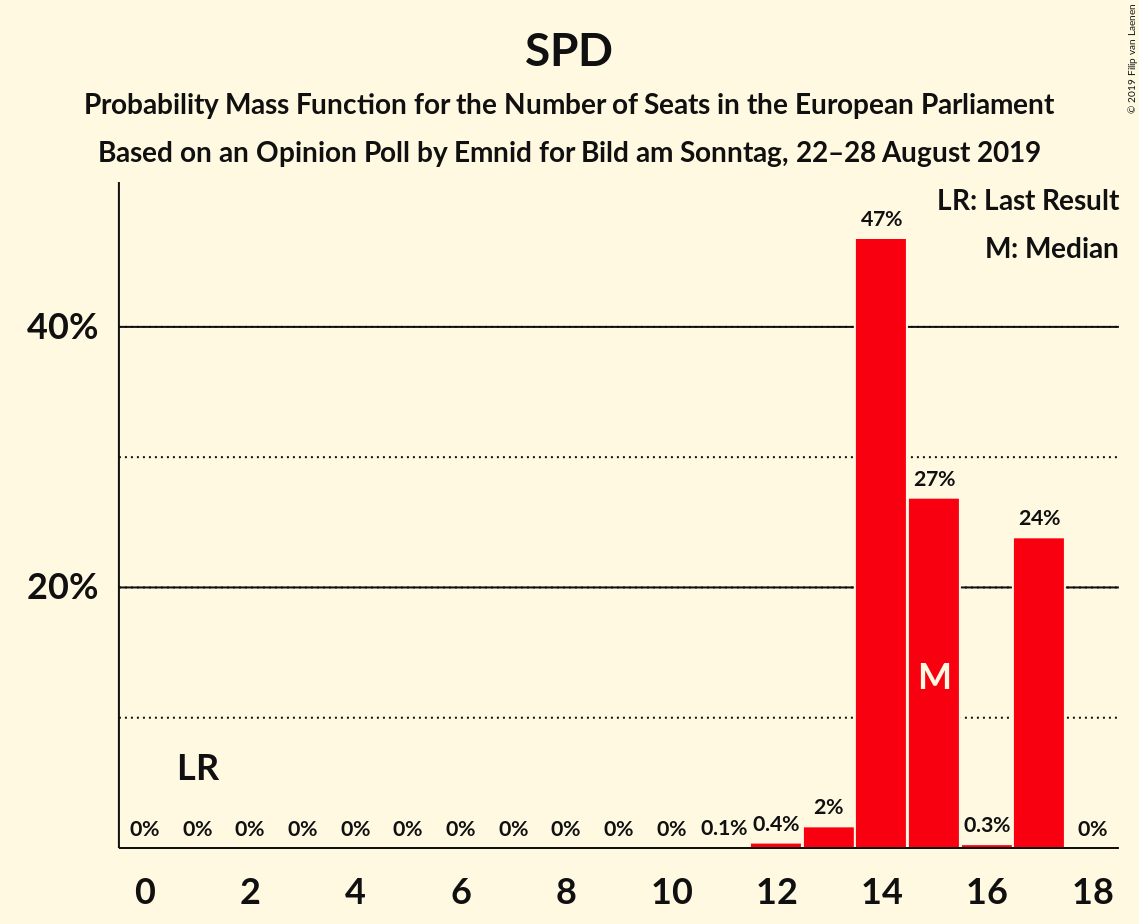 SPD
Probability Mass Function for the Number of Seats in the European Parliament
Based on an Opinion Poll by Emnid for Bild am Sonntag, 22–28 August 2019
© 2019 Filip van Laenen
LR: Last Result
M: Median
47%
40%
27%
24%
20%
M
LR
2%
0% 0% 0% 0% 0% 0% 0% 0% 0% 0% 0% 0.1% 0.4% 0.3% 0%
0 2 4 6 8 10 12 14 16 18